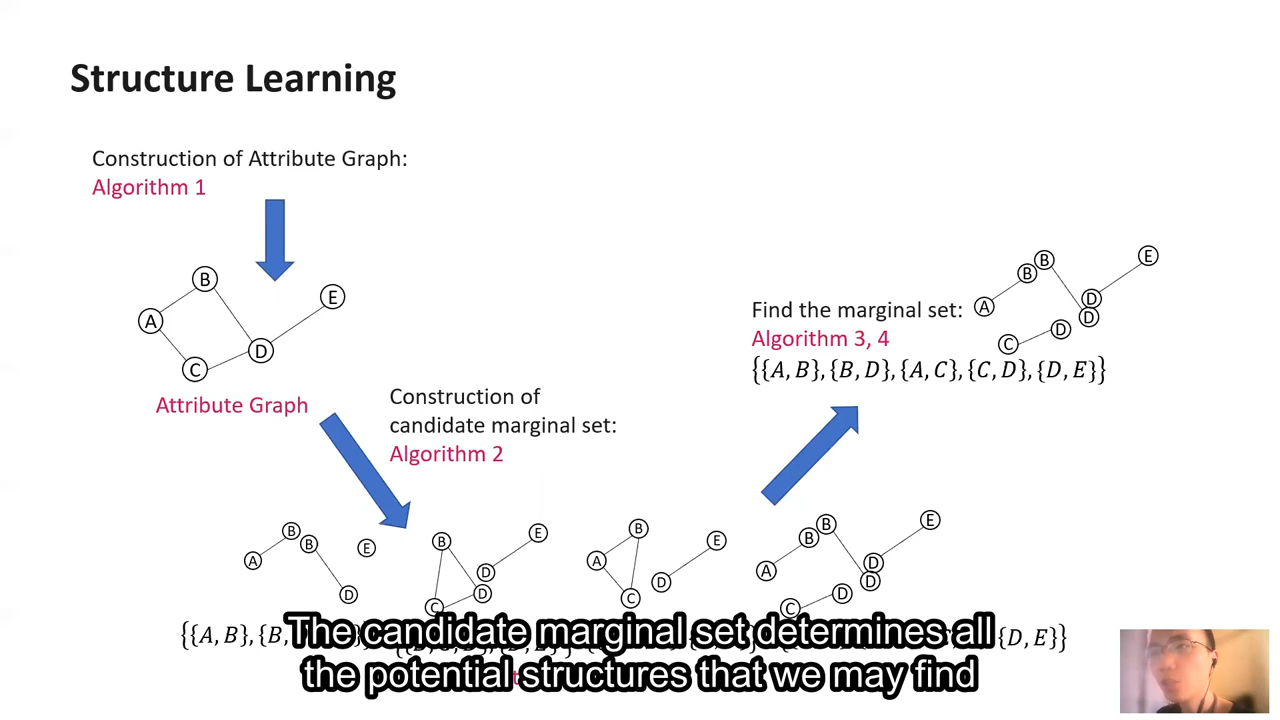 Structure Learning
Construction of Attribute Graph:
Algorithm 1
B
E
A
D
C
Attribute Graph
Construction of
candidate marginal set:
Algorithm 2
B
E
B
A
D
D
C
D
Find the marginal set:
Algorithm 3, 4
{{A, B}, {B, D}, {A, C}, {C, D}, {D, E}}
B
B
A
E
D
B
E
D
D
C
B
E
A
D
C
B
E
B
A
D
D
D
C
{{A, B}, {B,
{D, E}}
The candidate marginal set determines all
the potential structures that we may find